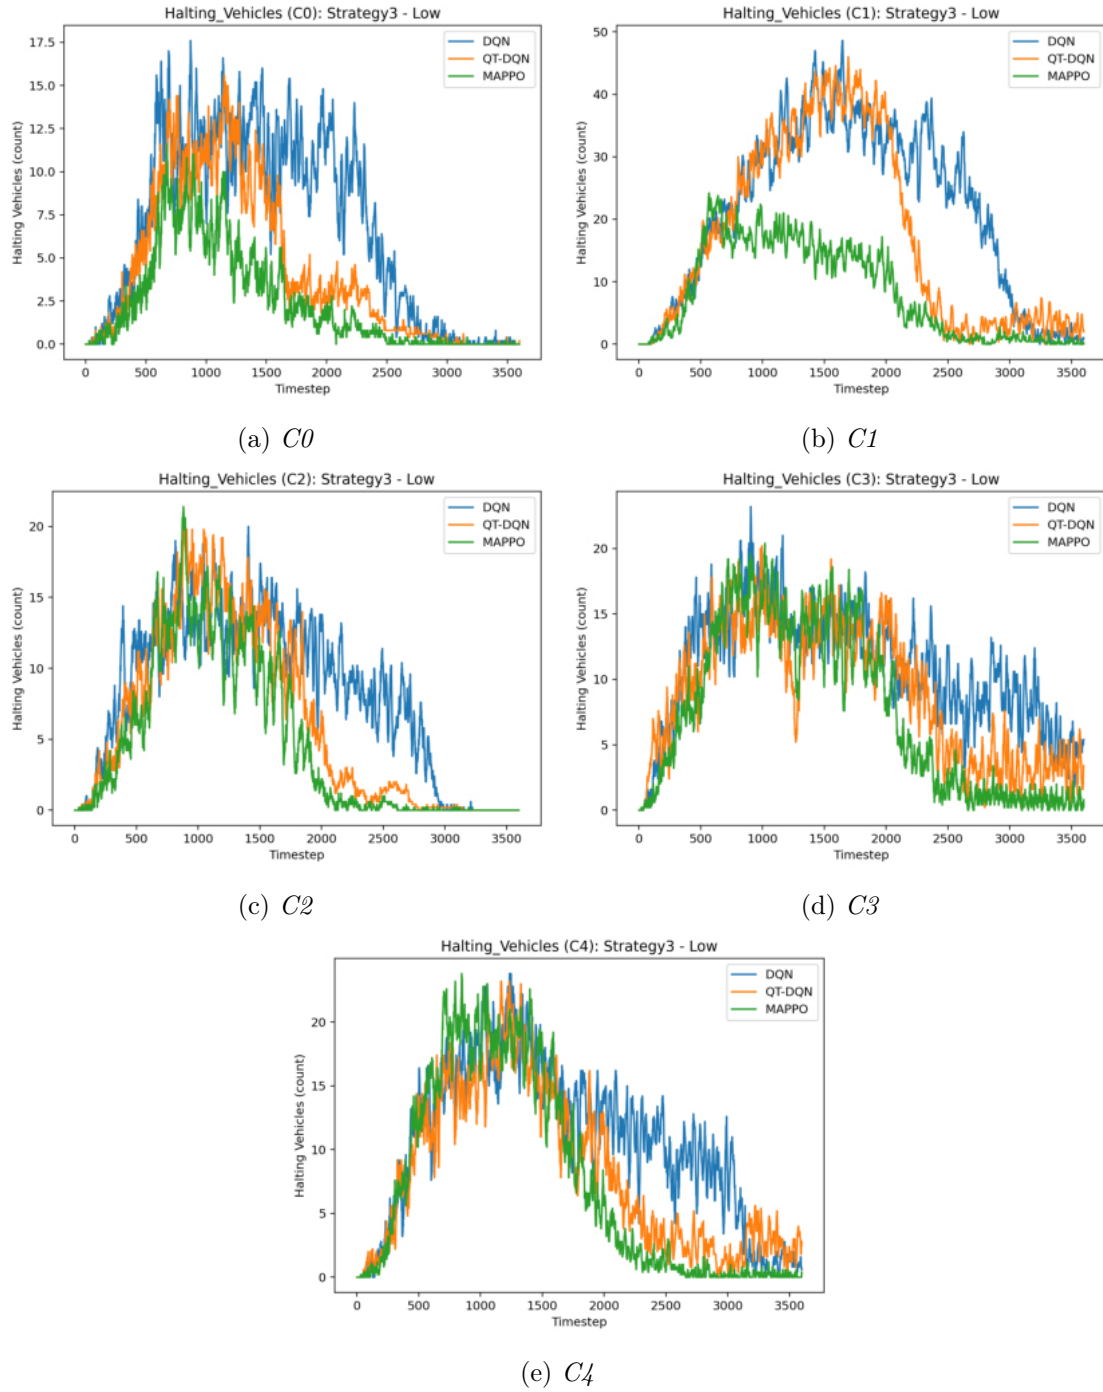 Halting_Vehicles (C0): Strategy3 - Low
Halting Vehicles (count)
17.5
15.0
12.5
10.0
7.5
5.0
2.5
0.0
DQN
QT-DQN
MAPPO
0 500 1000 1500 2000 2500 3000 3500
Timestep
(a) C0
Halting_Vehicles (C1): Strategy3 - Low
Halting Vehicles (count)
50
40
30
20
10
0
DQN
QT-DQN
MAPPO
0 500 1000 1500 2000 2500 3000 3500
Timestep
(b) C1
Halting_Vehicles (C2): Strategy3 - Low
Halting Vehicles (count)
20
15
10
5
0
DQN
QT-DQN
MAPPO
0 500 1000 1500 2000 2500 3000 3500
Timestep
(c) C2
Halting_Vehicles (C3): Strategy3 - Low
Halting Vehicles (count)
20
15
10
5
0
DQN
QT-DQN
MAPPO
0 500 1000 1500 2000 2500 3000 3500
Timestep
(d) C3
Halting_Vehicles (C4): Strategy3 - Low
Halting Vehicles (count)
20
15
10
5
0
DQN
QT-DQN
MAPPO
0 500 1000 1500 2000 2500 3000 3500
Timestep
(e) C4